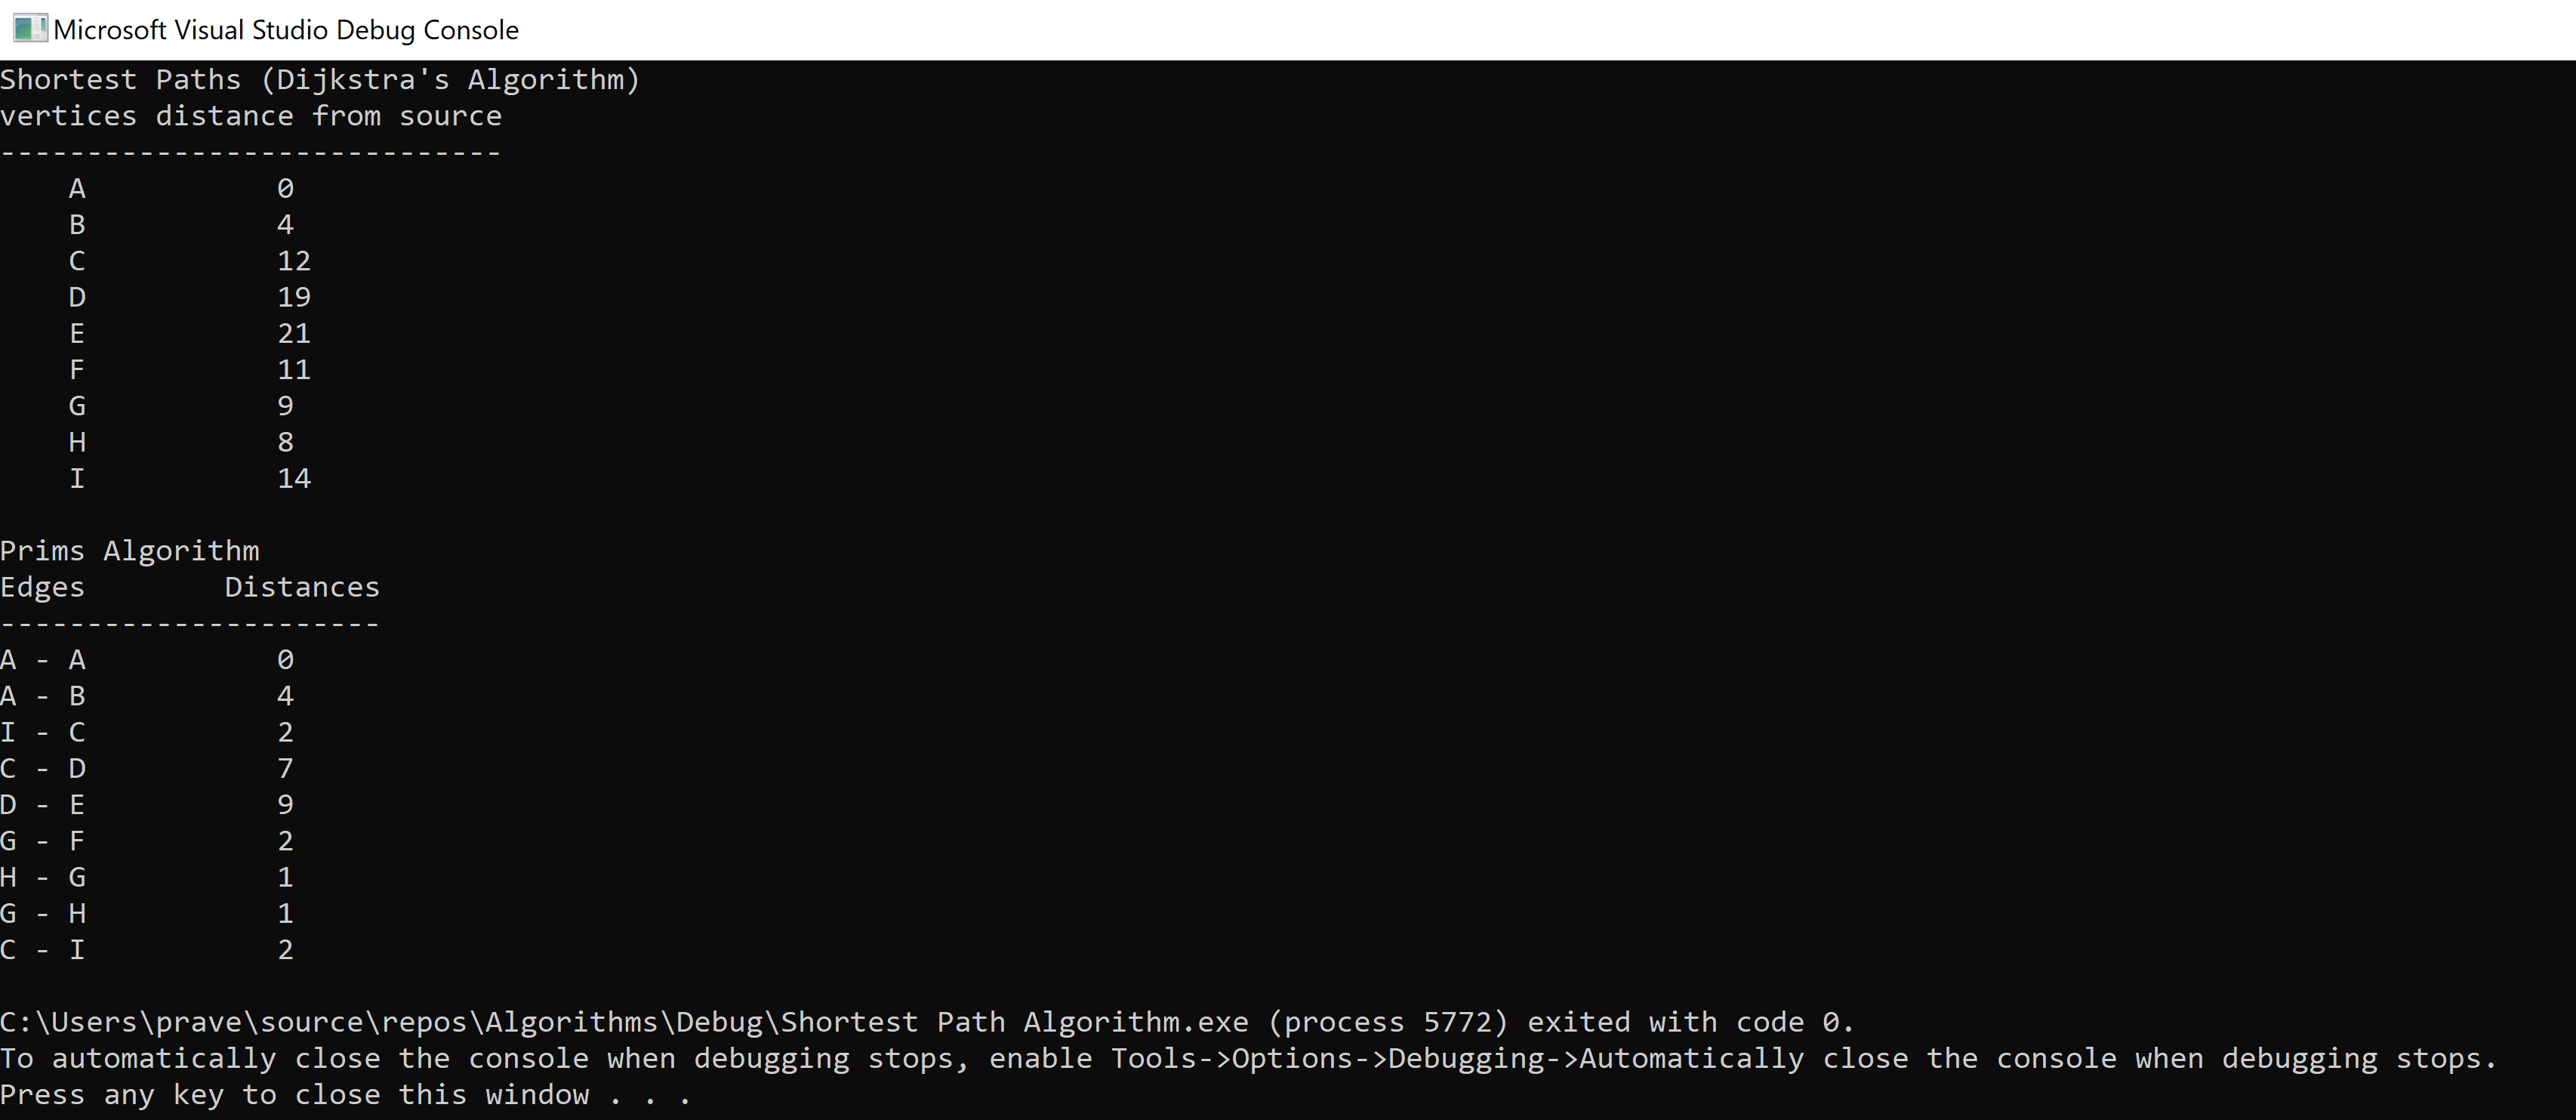 Microsoft Visual Studio Debug Console
Shortest Paths (Dijkstra's Algorithm)
vertices distance from source
-----------------------------
    A           0
    B           4
    C           12
    D           19
    E           21
    F           11
    G           9
    H           8
    I           14
Prims Algorithm
Edges        Distances
----------------------
A - A           0
A - B           4
I - C           2
C - D           7
D - E           9
G - F           2
H - G           1
G - H           1
C - I           2
C:\Users\prave\source\repos\Algorithms\Debug\Shortest Path Algorithm.exe (process 5772) exited with code 0.
To automatically close the console when debugging stops, enable Tools->Options->Debugging->Automatically close the console when debugging stops.
Press any key to close this window . . .